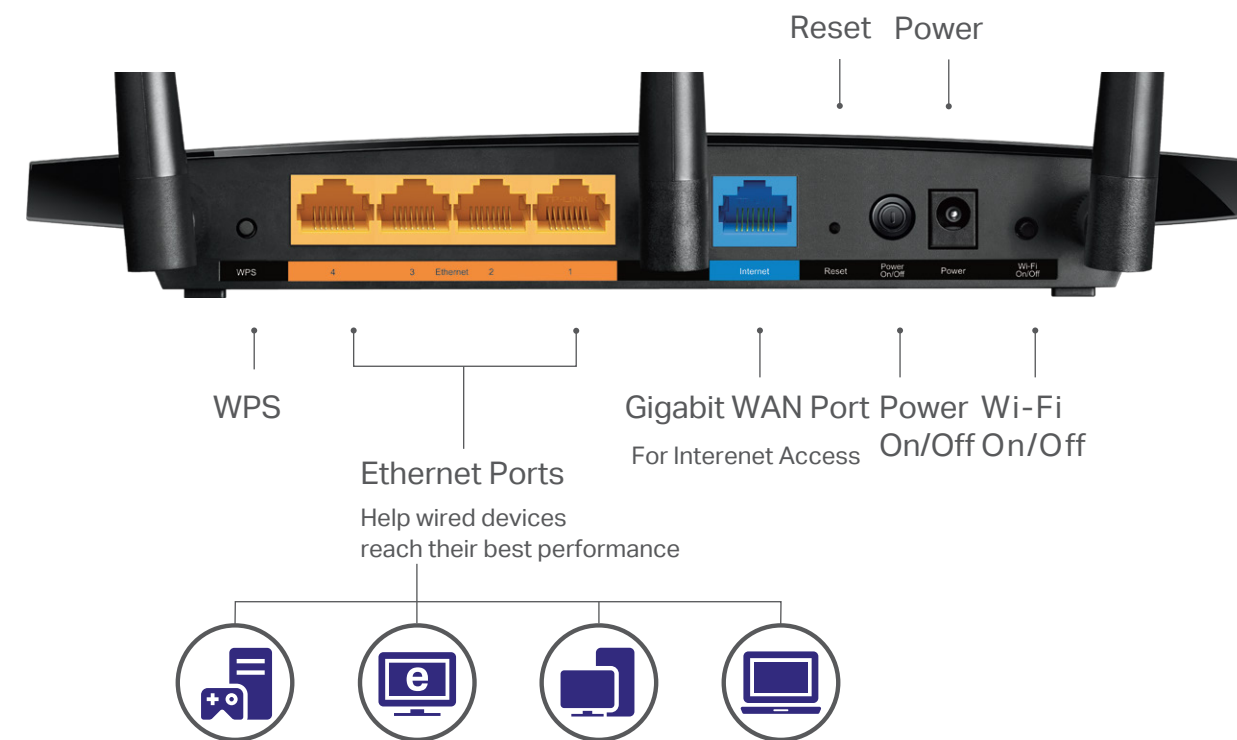 Reset Power
WPS
4 3 Ethernet 2 1
Internet
Reset
Power
On/Off
Power
Wi-Fi
On/Off
WPS
Gigabit WAN Port
For Interenet Access
Power
On/Off
Wi-Fi
On/Off
Ethernet Ports
Help wired devices
reach their best performance
e